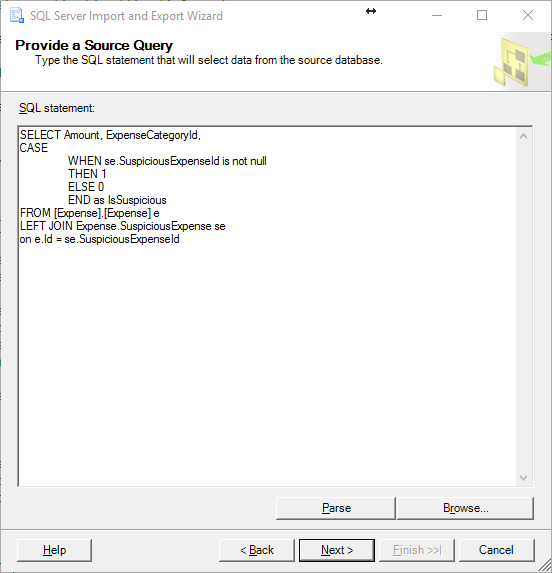 SQL Server Import and Export Wizard
Provide a Source Query
Type the SQL statement that will select data from the source database.
SQL statement:
SELECT Amount, ExpenseCategoryId,
CASE
WHEN se.SuspiciousExpenseId is not null
THEN 1
ELSE 0
END as IsSuspicious
FROM [Expense].[Expense] e
LEFT JOIN Expense.SuspiciousExpense se
on e.Id = se.SuspiciousExpenseId
Parse
Browse...
Help
< Back
Next >
Finish >>|
Cancel